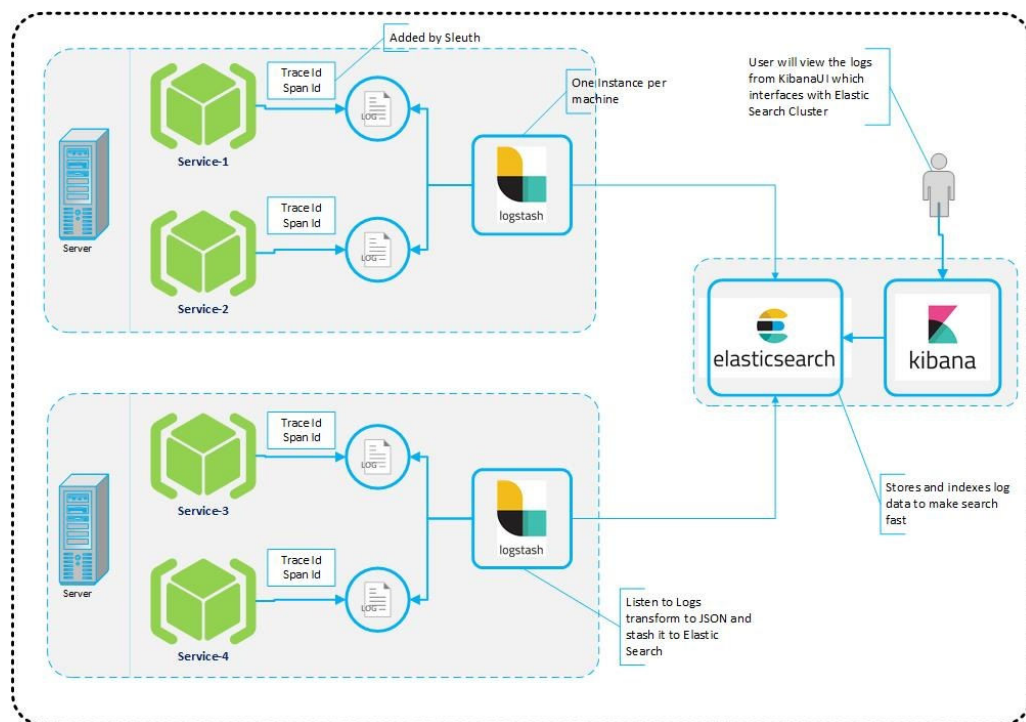 Added by Sleuth
Trace Id
Span Id
LOG
Service-1
One Instance per
machine
logstash
User will view the logs
from KibanaUI which
interfaces with Elastic
Search Cluster
Trace Id
Span Id
LOG
Service-2
Server
elasticsearch
kibana
Trace Id
Span Id
LOG
Service-3
logstash
Stores and indexes log
data to make search
fast
Trace Id
Span Id
LOG
Service-4
Server
Listen to Logs
transform to JSON and
stash it to Elastic
Search